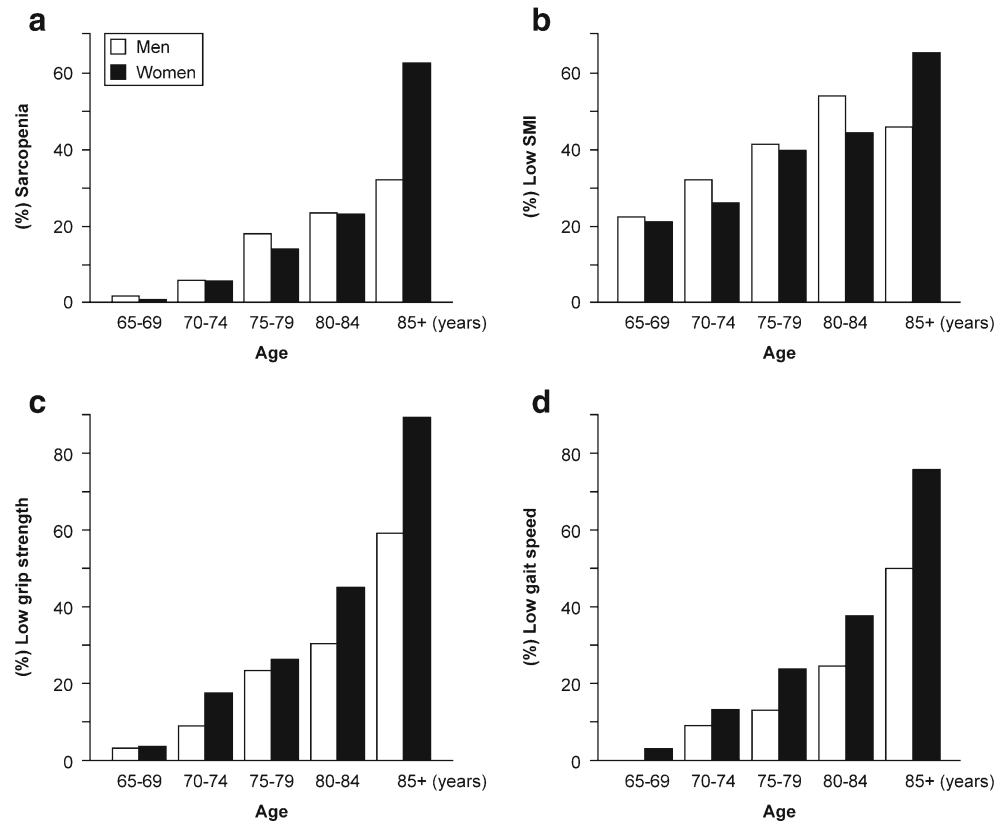 a
Men
Women
(%) Sarcopenia
60
40
20
0
65-69 70-74 75-79 80-84 85+ (years)
Age
b
(%) Low SMI
60
40
20
0
65-69 70-74 75-79 80-84 85+ (years)
Age
c
(%) Low grip strength
80
60
40
20
0
65-69 70-74 75-79 80-84 85+ (years)
Age
d
(%) Low gait speed
80
60
40
20
0
65-69 70-74 75-79 80-84 85+ (years)
Age